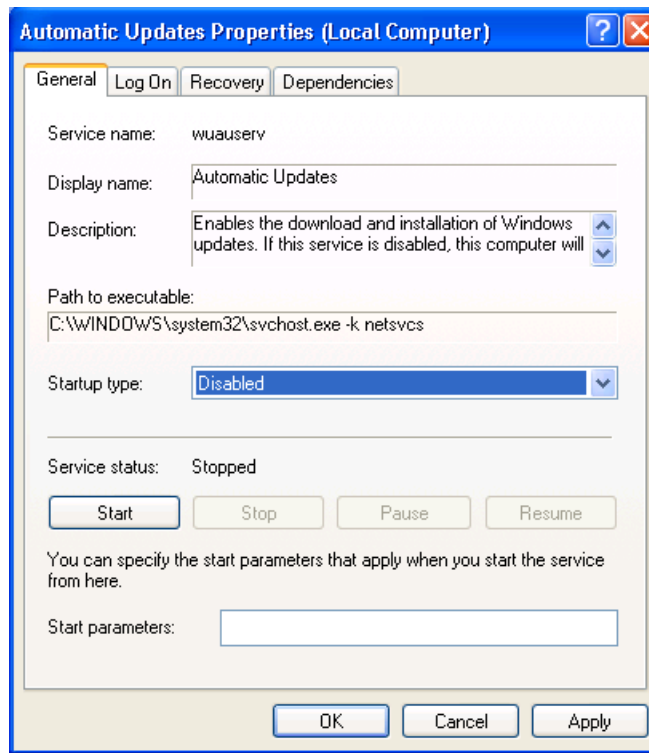 Automatic Updates Properties (Local Computer)
General Log On Recovery Dependencies
Service name: wuauserv
Display name: Automatic Updates
Description: Enables the download and installation of Windows
updates. If this service is disabled, this computer will
Path to executable:
C:\WINDOWS\system32\svchost.exe -k netsvcs
Startup type: Disabled
Service status: Stopped
Start Stop Pause Resume
You can specify the start parameters that apply when you start the service
from here.
Start parameters:
OK Cancel Apply